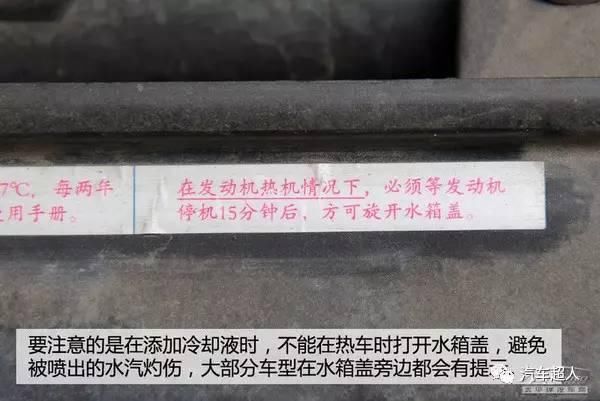 7℃，每两年
用手册。
在发动机热机情况下，必须等发动机
停机15分钟后，方可旋开水箱盖。
要注意的是在添加冷却液时，不能在热车时打开水箱盖，避免
被喷出的水汽灼伤，大部分车型在水箱盖旁边都会有提示
汽车超人